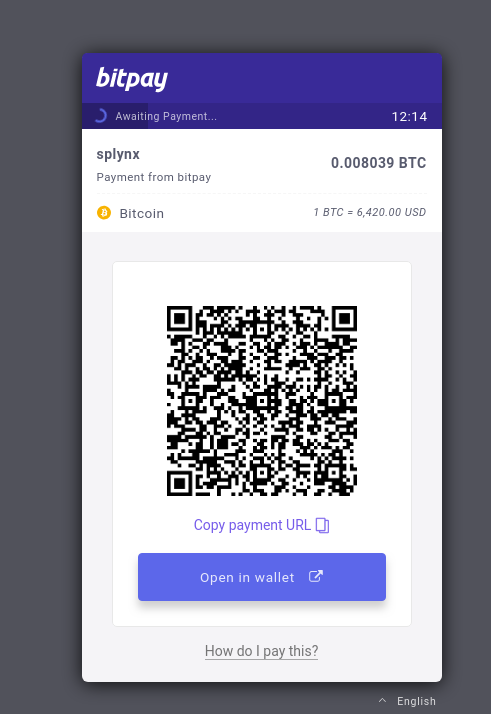 bitpay
Awaiting Payment... 12:14
splynx
0.008039 BTC
Payment from bitpay
Bitcoin
1 BTC = 6,420.00 USD
Copy payment URL
Open in wallet
How do I pay this?
English